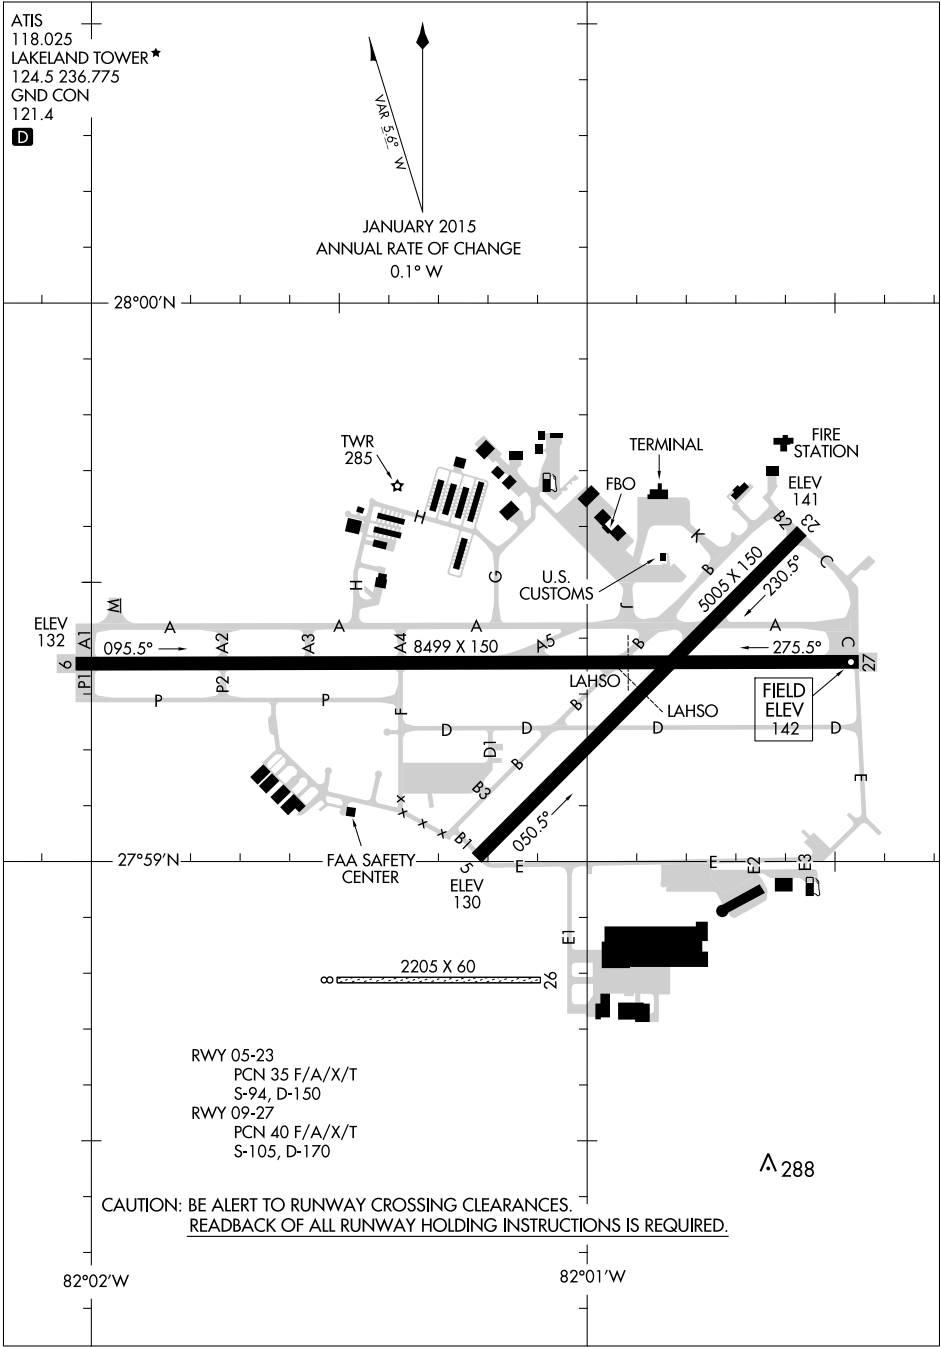 ATIS
118.025
LAKELAND TOWER★
124.5 236.775
GND CON
121.4
D
VAR 5.6° W
JANUARY 2015
ANNUAL RATE OF CHANGE
0.1° W
28°00'N
TWR
285
TERMINAL
FIRE
STATION
FBO
ELEV
141
B2
23
H
K
C
U.S.
CUSTOMS
B
5005 X 150
230.5°
H
G
J
M
ELEV
132
A1
A
A2
A3
A
A4
A
A5
B
A
C
095.5°
8499 X 150
275.5°
9
27
P1
P2
LAHSO
LAHSO
FIELD
ELEV
142
P
P
F
B
D
D
D
D
D1
B
B3
E
050.5°
B1
27°59'N
FAA SAFETY
CENTER
5
ELEV
130
E
E
E2
E3
E1
2205 X 60
8
26
RWY 05-23
PCN 35 F/A/X/T
S-94, D-150
RWY 09-27
PCN 40 F/A/X/T
S-105, D-170
288
CAUTION: BE ALERT TO RUNWAY CROSSING CLEARANCES.
READBACK OF ALL RUNWAY HOLDING INSTRUCTIONS IS REQUIRED.
82°02'W
82°01'W